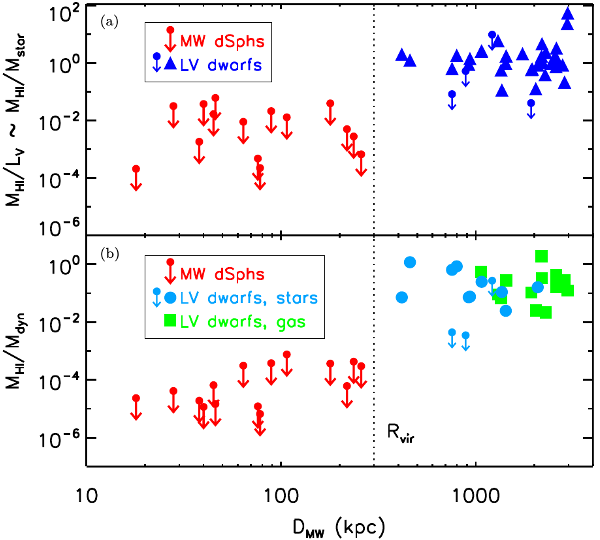 (a)
MW dSphs
LV dwarfs
10²
10⁰
10⁻²
10⁻⁴
10⁻⁶
M_HI/L_V ~ M_HI/M_star
(b)
MW dSphs
LV dwarfs, stars
LV dwarfs, gas
10⁰
10⁻²
10⁻⁴
10⁻⁶
M_HI/M_dyn
R_vir
10
100
1000
D_MW (kpc)